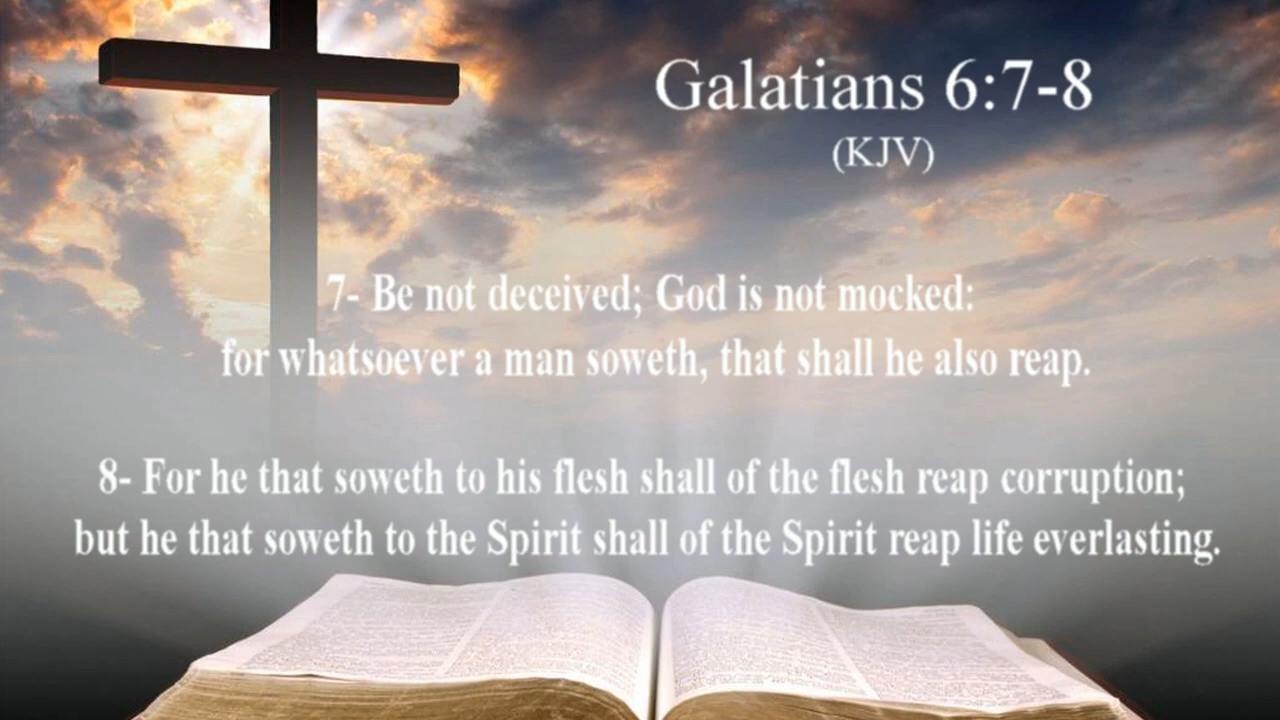 Galatians 6:7-8
(KJV)
7- Be not deceived; God is not mocked:
for whatsoever a man soweth, that shall he also reap.
8- For he that soweth to his flesh shall of the flesh reap corruption;
but he that soweth to the Spirit shall of the Spirit reap life everlasting.